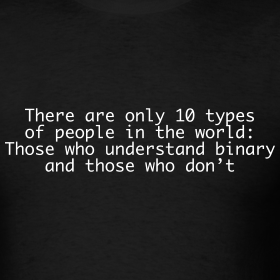 There are only 10 types
of people in the world:
Those who understand binary
and those who don’t